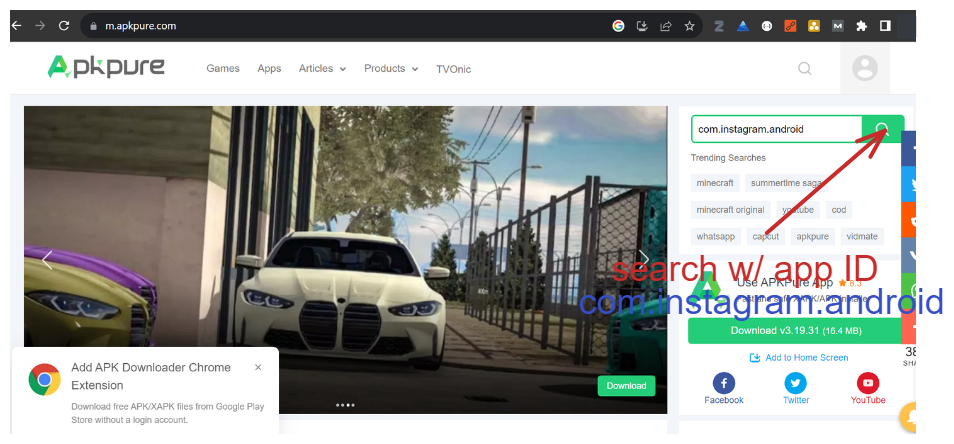 m.apkpure.com
Apkpure
Games Apps Articles Products TVOnic
com.instagram.android
Trending Searches
minecraft summertime saga
minecraft original youtube cod
whatsapp capcut apkpure vidmate
search w/ app ID
Use APKPure App 8.3
com.instagram.android
Download v3.19.31 (16.4 MB)
Add to Home Screen
Facebook Twitter YouTube
38
SHA
Download
Add APK Downloader Chrome
Extension
Download free APK/XAPK files from Google Play
Store without a login account.